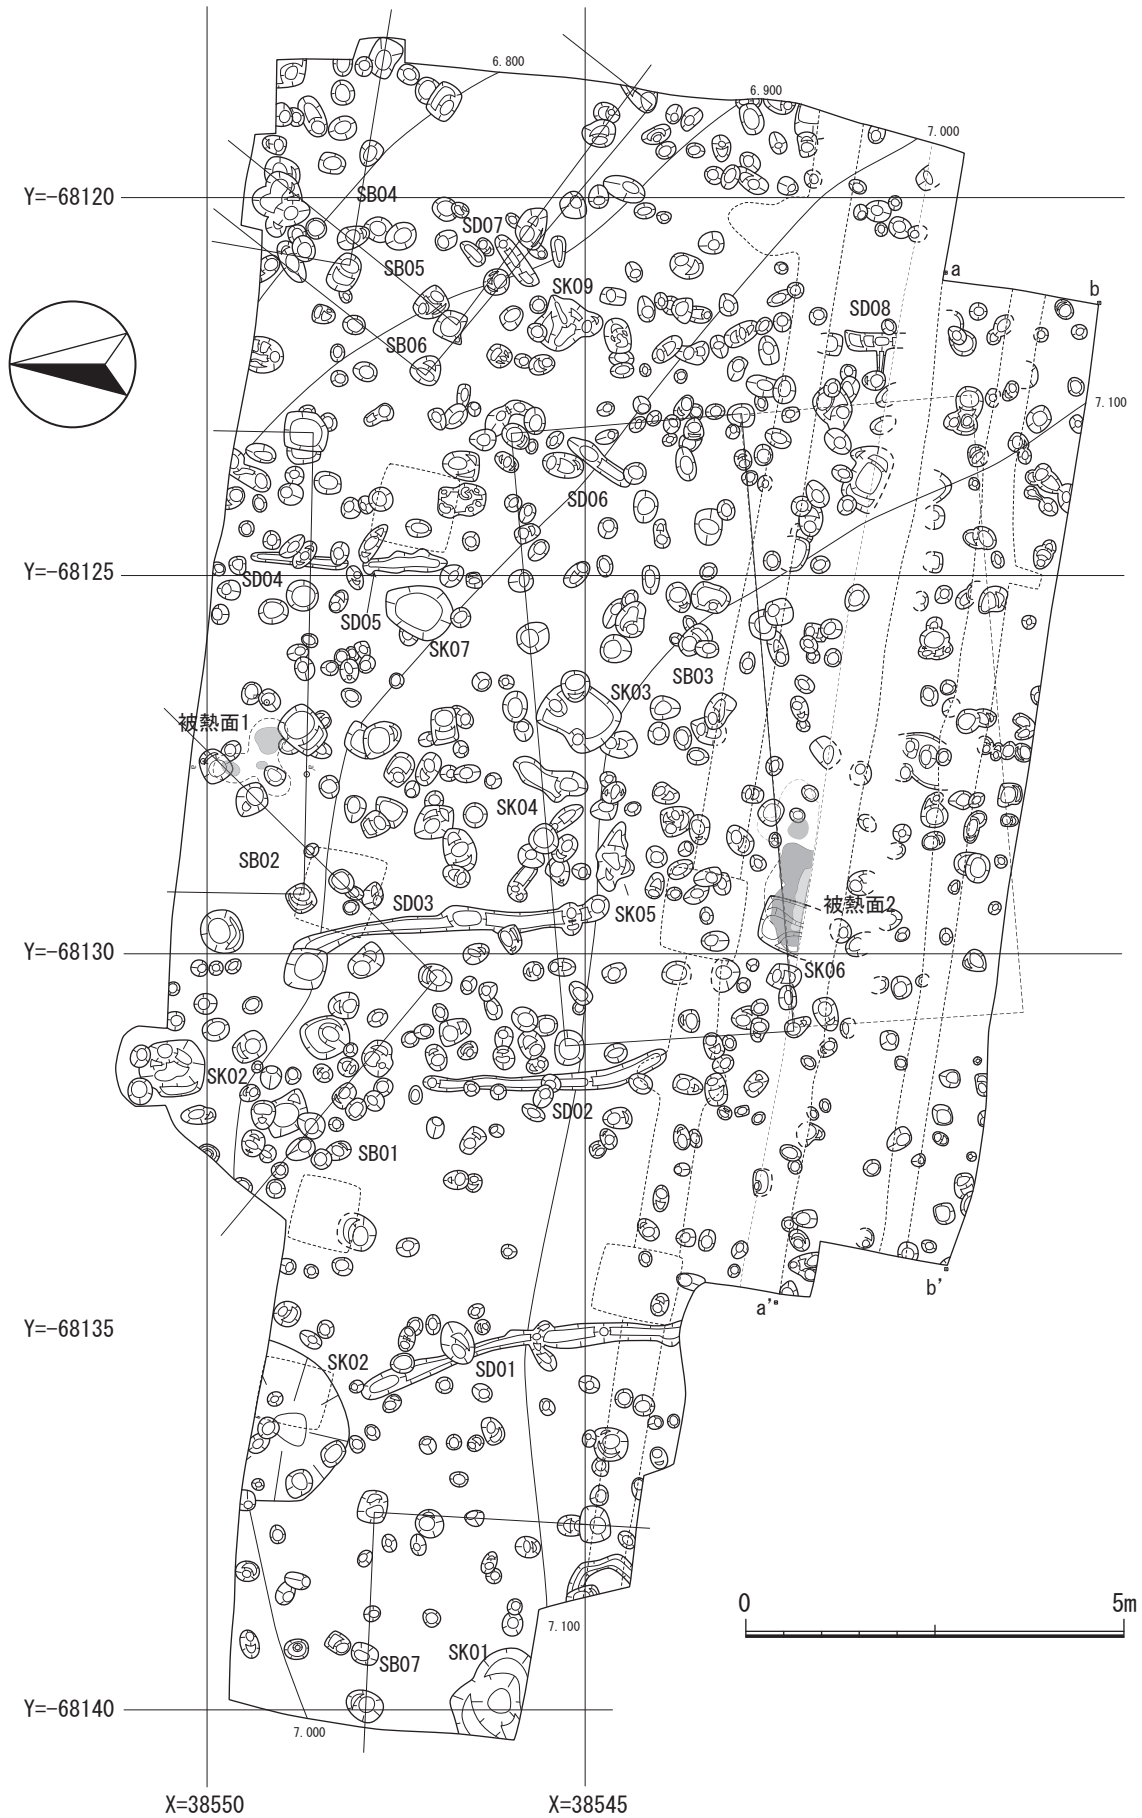 6.800
6.900
7.000
Y=-68120
SB04
SD07
SB05
a
b
SK09
SD08
SB06
7.100
SD06
SD04
Y=-68125
SD05
SK07
SB03
SK03
被熱面1
SK04
SB02
SD03
SK05
被熱面2
Y=-68130
SK06
SK02
SD02
SB01
b'
a'
Y=-68135
SK02
SD01
0
5m
7.100
SB07
SK01
Y=-68140
7.000
X=38550
X=38545